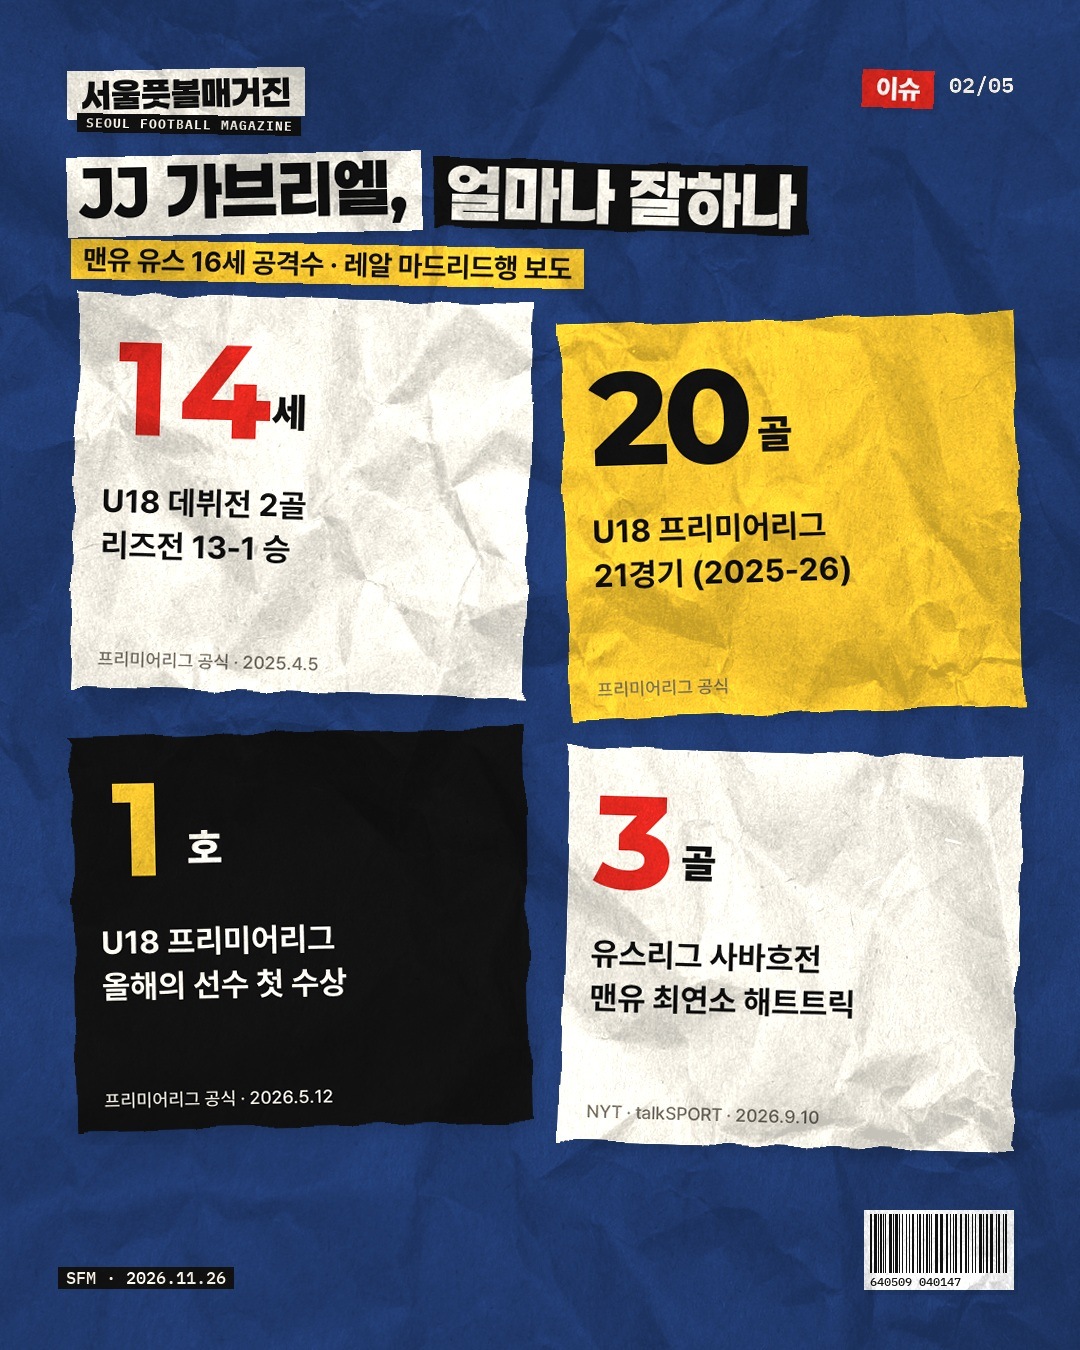 서울풋볼매거진
SEOUL FOOTBALL MAGAZINE
이슈 02/05
JJ 가브리엘, 얼마나 잘하나
맨유 유스 16세 공격수 · 레알 마드리드행 보도
14세
U18 데뷔전 2골
리즈전 13-1 승
프리미어리그 공식 · 2025.4.5
20골
U18 프리미어리그
21경기 (2025-26)
프리미어리그 공식
1 호
U18 프리미어리그
올해의 선수 첫 수상
프리미어리그 공식 · 2026.5.12
3 골
유스리그 사바흐전
맨유 최연소 해트트릭
NYT · talkSPORT · 2026.9.10
SFM · 2026.11.26
640509 040147